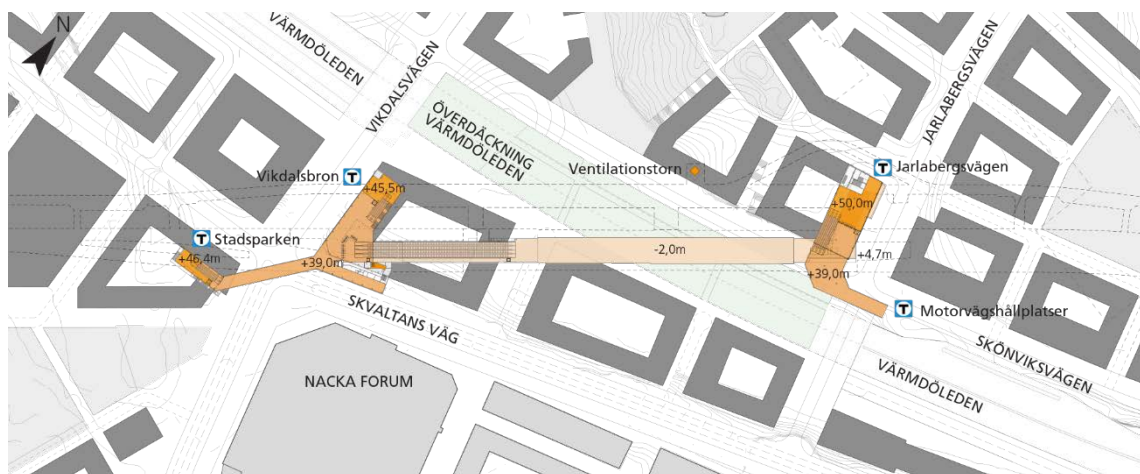 N
VÄRMDÖLEDEN
VIKDALSVÄGEN
JARLABERGSVÄGEN
ÖVERDÄCKNING
VÄRMDÖLEDEN
Vikdalsbron T
Ventilationstorn
T Jarlabergsvägen
+45,5m
+50,0m
T Stadsparken
+46,4m
+39,0m
-2,0m
+4,7m
+39,0m
T Motorvägshållplatser
SKVALTANS VÄG
SKÖNVIKSVÄGEN
VÄRMDÖLEDEN
NACKA FORUM